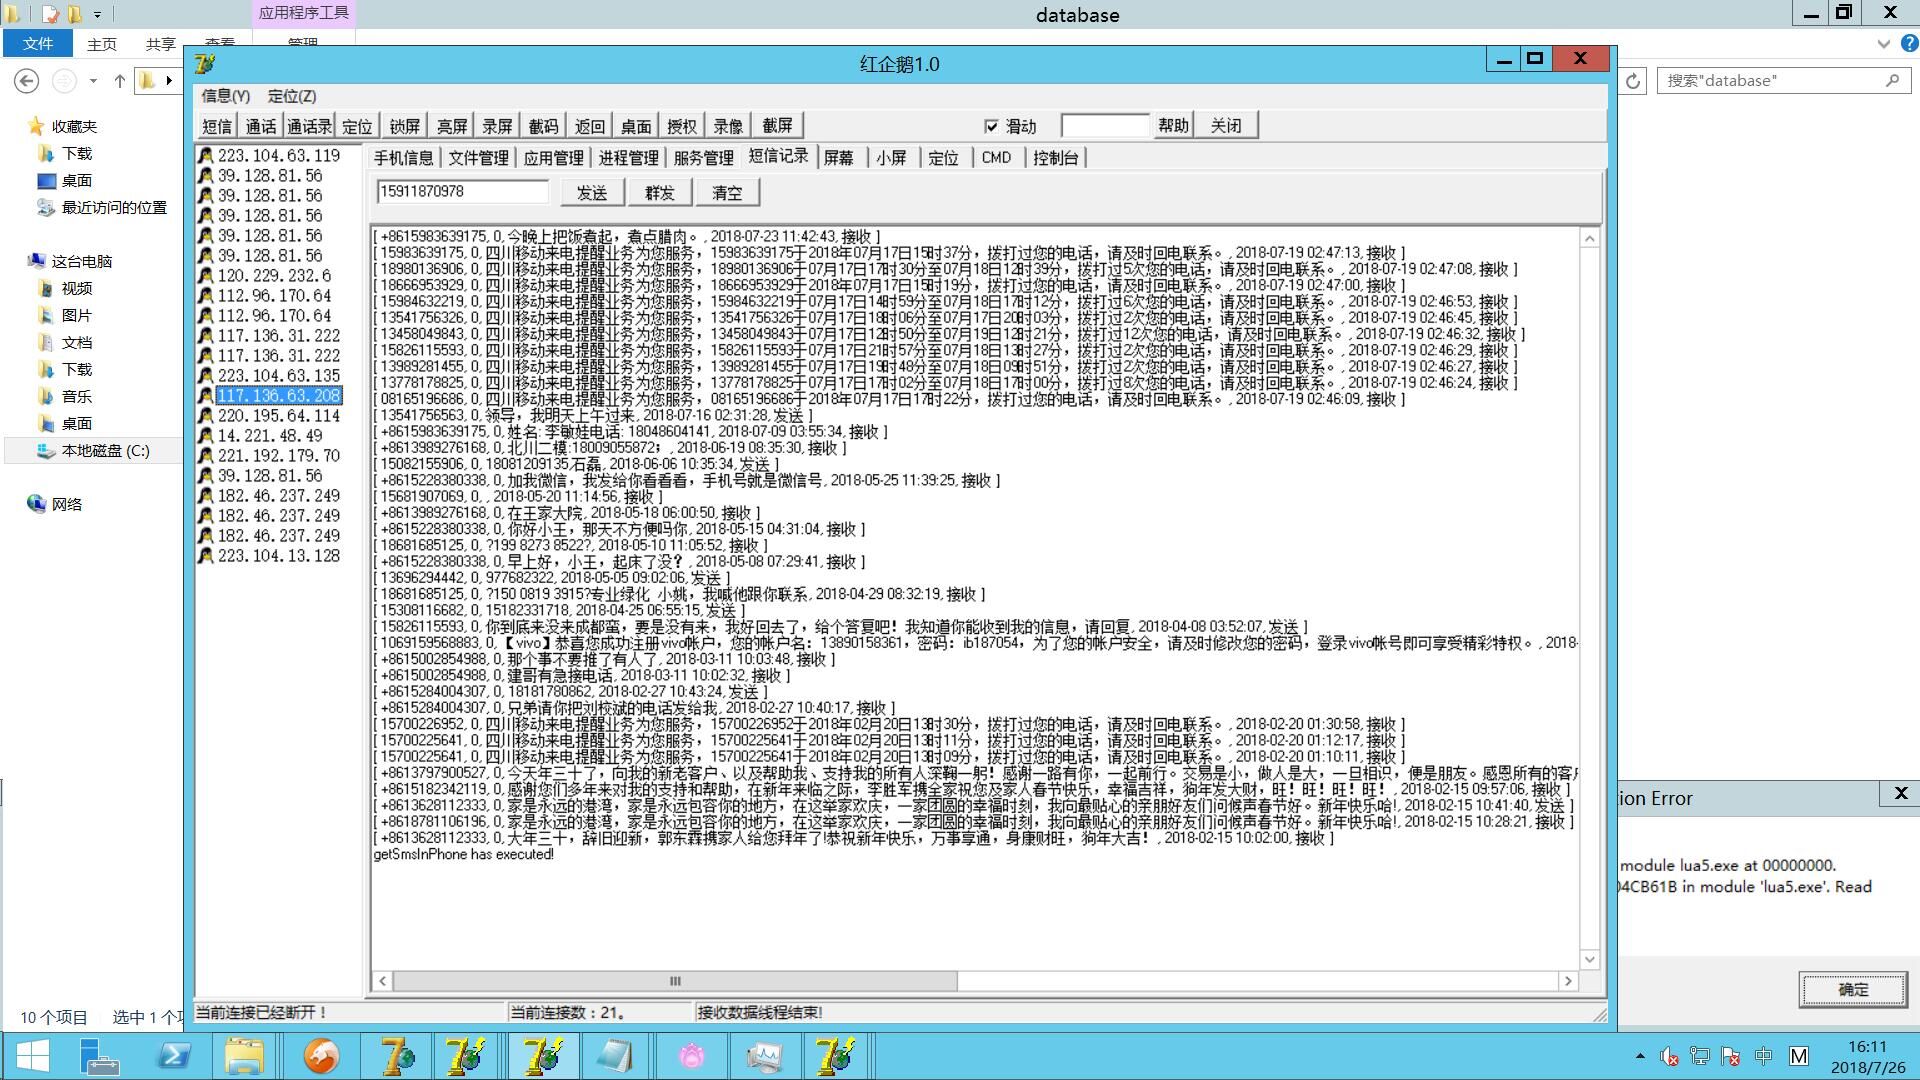 应用程序工具
database
文件
主页
共享
查看
管理
搜索"database"
收藏夹
下载
桌面
最近访问的位置
这台电脑
视频
图片
文档
下载
音乐
桌面
本地磁盘 (C:)
网络
10 个项目
选中 1 个项
红企鹅1.0
信息(Y) 定位(Z)
短信 通话 通话录 定位 锁屏 亮屏 录屏 截码 返回 桌面 授权 录像 截屏 滑动 帮助 关闭
223.104.63.119
39.128.81.56
39.128.81.56
39.128.81.56
39.128.81.56
39.128.81.56
120.229.232.6
112.96.170.64
112.96.170.64
117.136.31.222
117.136.31.222
223.104.63.135
117.136.63.208
220.195.64.114
14.221.48.49
221.192.179.70
39.128.81.56
182.46.237.249
182.46.237.249
182.46.237.249
223.104.13.128
手机信息 文件管理 应用管理 进程管理 服务管理 短信记录 屏幕 小屏 定位 CMD 控制台
15911870978 发送 群发 清空
[ +8615983639175, 0, 今晚上把饭煮起，煮点腊肉。, 2018-07-23 11:42:43, 接收 ]
[ 15983639175, 0, 四川移动来电提醒业务为您服务，15983639175于2018年07月17日15时37分，拨打过您的电话，请及时回电联系。, 2018-07-19 02:47:13, 接收 ]
[ 18980136906, 0, 四川移动来电提醒业务为您服务，18980136906于07月17日17时30分至07月18日12时39分，拨打过5次您的电话，请及时回电联系。, 2018-07-19 02:47:08, 接收 ]
[ 18666953929, 0, 四川移动来电提醒业务为您服务，18666953929于2018年07月17日15时19分，拨打过您的电话，请及时回电联系。, 2018-07-19 02:47:00, 接收 ]
[ 15984632219, 0, 四川移动来电提醒业务为您服务，15984632219于07月17日14时59分至07月18日17时12分，拨打过6次您的电话，请及时回电联系。, 2018-07-19 02:46:53, 接收 ]
[ 13541756326, 0, 四川移动来电提醒业务为您服务，13541756326于07月17日18时06分至07月17日20时03分，拨打过2次您的电话，请及时回电联系。, 2018-07-19 02:46:45, 接收 ]
[ 13458049843, 0, 四川移动来电提醒业务为您服务，13458049843于07月17日12时50分至07月19日12时21分，拨打过12次您的电话，请及时回电联系。, 2018-07-19 02:46:32, 接收 ]
[ 15826115593, 0, 四川移动来电提醒业务为您服务，15826115593于07月17日21时57分至07月18日13时27分，拨打过2次您的电话，请及时回电联系。, 2018-07-19 02:46:29, 接收 ]
[ 13989281455, 0, 四川移动来电提醒业务为您服务，13989281455于07月17日19时48分至07月18日09时51分，拨打过2次您的电话，请及时回电联系。, 2018-07-19 02:46:27, 接收 ]
[ 13778178825, 0, 四川移动来电提醒业务为您服务，13778178825于07月17日17时02分至07月18日17时00分，拨打过8次您的电话，请及时回电联系。, 2018-07-19 02:46:24, 接收 ]
[ 08165196686, 0, 四川移动来电提醒业务为您服务，08165196686于2018年07月17日17时22分，拨打过您的电话，请及时回电联系。, 2018-07-19 02:46:09, 接收 ]
[ 13541756563, 0, 领导，我明天上午过来, 2018-07-16 02:31:28, 发送 ]
[ +8615983639175, 0, 姓名: 李敏娃电话: 18048604141, 2018-07-09 03:55:34, 接收 ]
[ +8613989276168, 0, 北川二模:18009055872；, 2018-06-19 08:35:30, 接收 ]
[ 15082155906, 0, 18081209135,石磊, 2018-06-06 10:35:34, 发送 ]
[ +8615228380338, 0, 加我微信，我发给你看看看，手机号就是微信号, 2018-05-25 11:39:25, 接收 ]
[ 15681907069, 0, , 2018-05-20 11:14:56, 接收 ]
[ +8613989276168, 0, 在王家大院, 2018-05-18 06:00:50, 接收 ]
[ +8615228380338, 0, 你好小王，那天不方便吗你, 2018-05-15 04:31:04, 接收 ]
[ 18681685125, 0, ?199 8273 8522?, 2018-05-10 11:05:52, 接收 ]
[ +8615228380338, 0, 早上好，小王，起床了没？, 2018-05-08 07:29:41, 接收 ]
[ 13696294442, 0, 977682322, 2018-05-05 09:02:06, 发送 ]
[ 18681685125, 0, ?150 0819 3915?专业绿化 小姚，我喊他跟你联系, 2018-04-29 08:32:19, 接收 ]
[ 15308116682, 0, 15182331718, 2018-04-25 06:55:15, 发送 ]
[ 15826115593, 0, 你到底来没来成都蛮，要是没有来，我好回去了，给个答复吧！我知道你能收到我的信息，请回复, 2018-04-08 03:52:07, 发送 ]
[ 1069159568883, 0, 【vivo】恭喜您成功注册vivo帐户，您的帐户名：13890158361，密码：ib187054，为了您的帐户安全，请及时修改您的密码，登录vivo帐号即可享受精彩特权。, 2018-
[ +8615002854988, 0, 那个事不要推了有人了, 2018-03-11 10:03:48, 接收 ]
[ +8615002854988, 0, 建哥有急接电话, 2018-03-11 10:02:32, 接收 ]
[ +8615284004307, 0, 18181780862, 2018-02-27 10:43:24, 发送 ]
[ +8615284004307, 0, 兄弟请你把刘校斌的电话发给我, 2018-02-27 10:40:17, 接收 ]
[ 15700226952, 0, 四川移动来电提醒业务为您服务，15700226952于2018年02月20日13时30分，拨打过您的电话，请及时回电联系。, 2018-02-20 01:30:58, 接收 ]
[ 15700225641, 0, 四川移动来电提醒业务为您服务，15700225641于2018年02月20日13时11分，拨打过您的电话，请及时回电联系。, 2018-02-20 01:12:17, 接收 ]
[ 15700225641, 0, 四川移动来电提醒业务为您服务，15700225641于2018年02月20日13时09分，拨打过您的电话，请及时回电联系。, 2018-02-20 01:10:11, 接收 ]
[ +8613797900527, 0, 今天年三十了，向我的新老客户、以及帮助我、支持我的所有人深鞠一躬！感谢一路有你，一起前行。交易是小，做人是大，一旦相识，便是朋友。感恩所有的客户
[ +8615182342119, 0, 感谢您们多年来对我的支持和帮助，在新年来临之际，李胜军携全家祝您及家人春节快乐，幸福吉祥，狗年发大财，旺！旺！旺！旺！, 2018-02-15 09:57:06, 接收 ]
[ +8613628112333, 0, 家是永远的港湾，家是永远包容你的地方，在这举家欢庆，一家团圆的幸福时刻，我向最贴心的亲朋好友们问候声春节好。新年快乐哈!, 2018-02-15 10:41:40, 发送 ]
[ +8618781106196, 0, 家是永远的港湾，家是永远包容你的地方，在这举家欢庆，一家团圆的幸福时刻，我向最贴心的亲朋好友们问候声春节好。新年快乐哈!, 2018-02-15 10:28:21, 接收 ]
[ +8613628112333, 0, 大年三十，辞旧迎新，郭东霖携家人给您拜年了!恭祝新年快乐，万事享通，身康财旺，狗年大吉！, 2018-02-15 10:02:00, 接收 ]
getSmsInPhone has executed!
当前连接已经断开！ 当前连接数：21。 接收数据线程结束!
ion Error
module lua5.exe at 00000000.
04CB61B in module 'lua5.exe'. Read
确定
中 M
16:11
2018/7/26